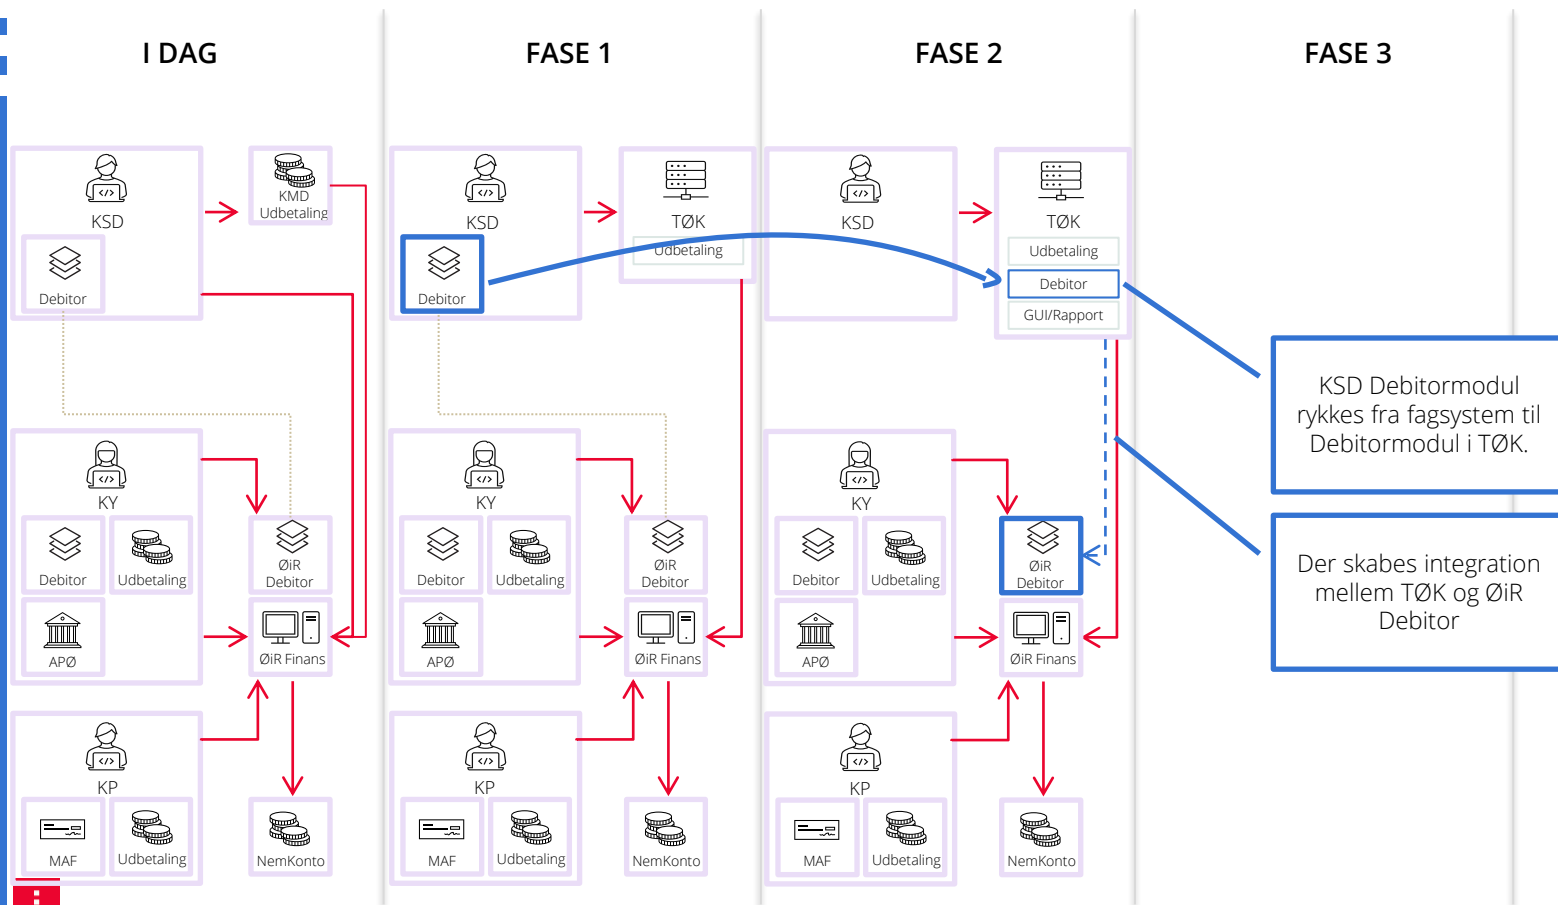 I DAG
FASE 1
FASE 2
FASE 3
KSD
KMD
Udbetaling
Debitor
KY
Debitor
Udbetaling
APØ
ØiR
Debitor
ØiR Finans
KP
MAF
Udbetaling
NemKonto
KSD
Debitor
TØK
Udbetaling
KY
Debitor
Udbetaling
APØ
ØiR
Debitor
ØiR Finans
KP
MAF
Udbetaling
NemKonto
KSD
TØK
Udbetaling
Debitor
GUI/Rapport
KY
Debitor
Udbetaling
APØ
ØiR
Debitor
ØiR Finans
KP
MAF
Udbetaling
NemKonto
KSD Debitormodul
rykkes fra fagsystem til
Debitormodul i TØK.
Der skabes integration
mellem TØK og ØiR
Debitor